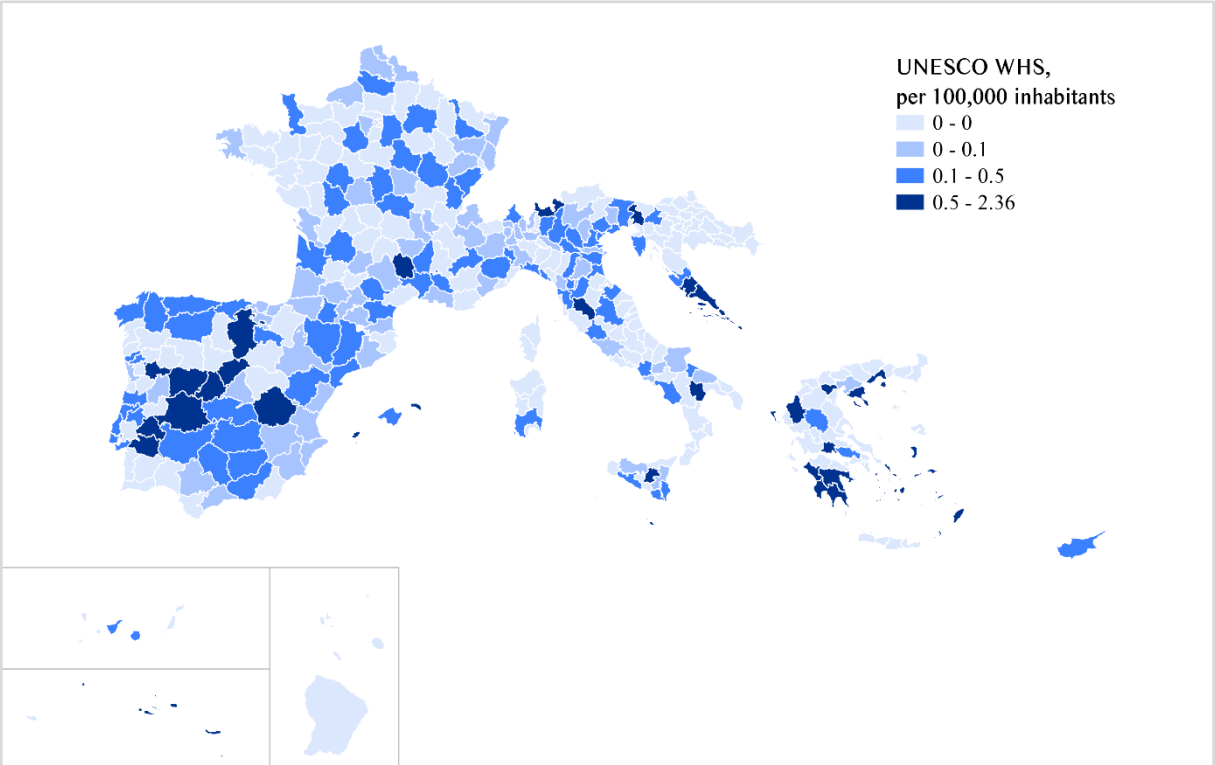 UNESCO WHS,
per 100,000 inhabitants
0 - 0
0 - 0.1
0.1 - 0.5
0.5 - 2.36